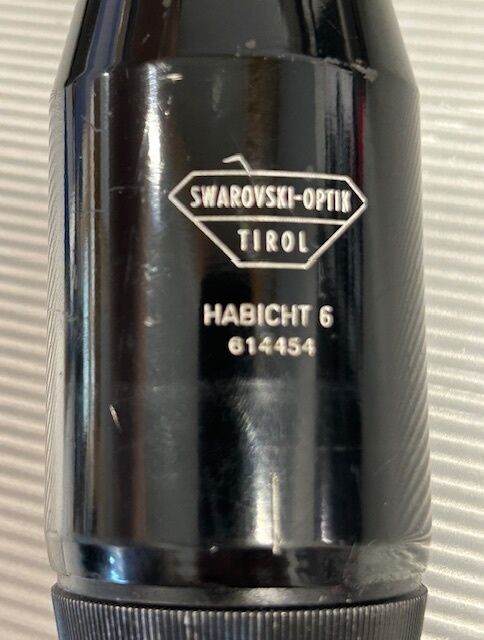 SWAROVSKI-OPTIK
TIROL
HABICHT 6
614454